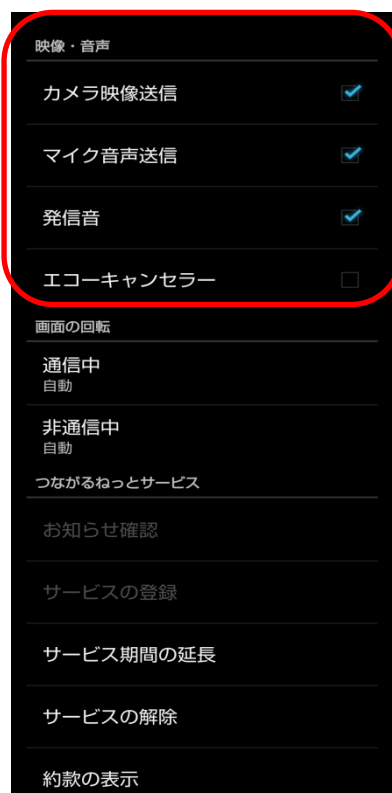 映像・音声
カメラ映像送信
マイク音声送信
発信音
エコーキャンセラー
画面の回転
通信中
自動
非通信中
自動
つながるねっとサービス
お知らせ確認
サービスの登録
サービス期間の延長
サービスの解除
約款の表示